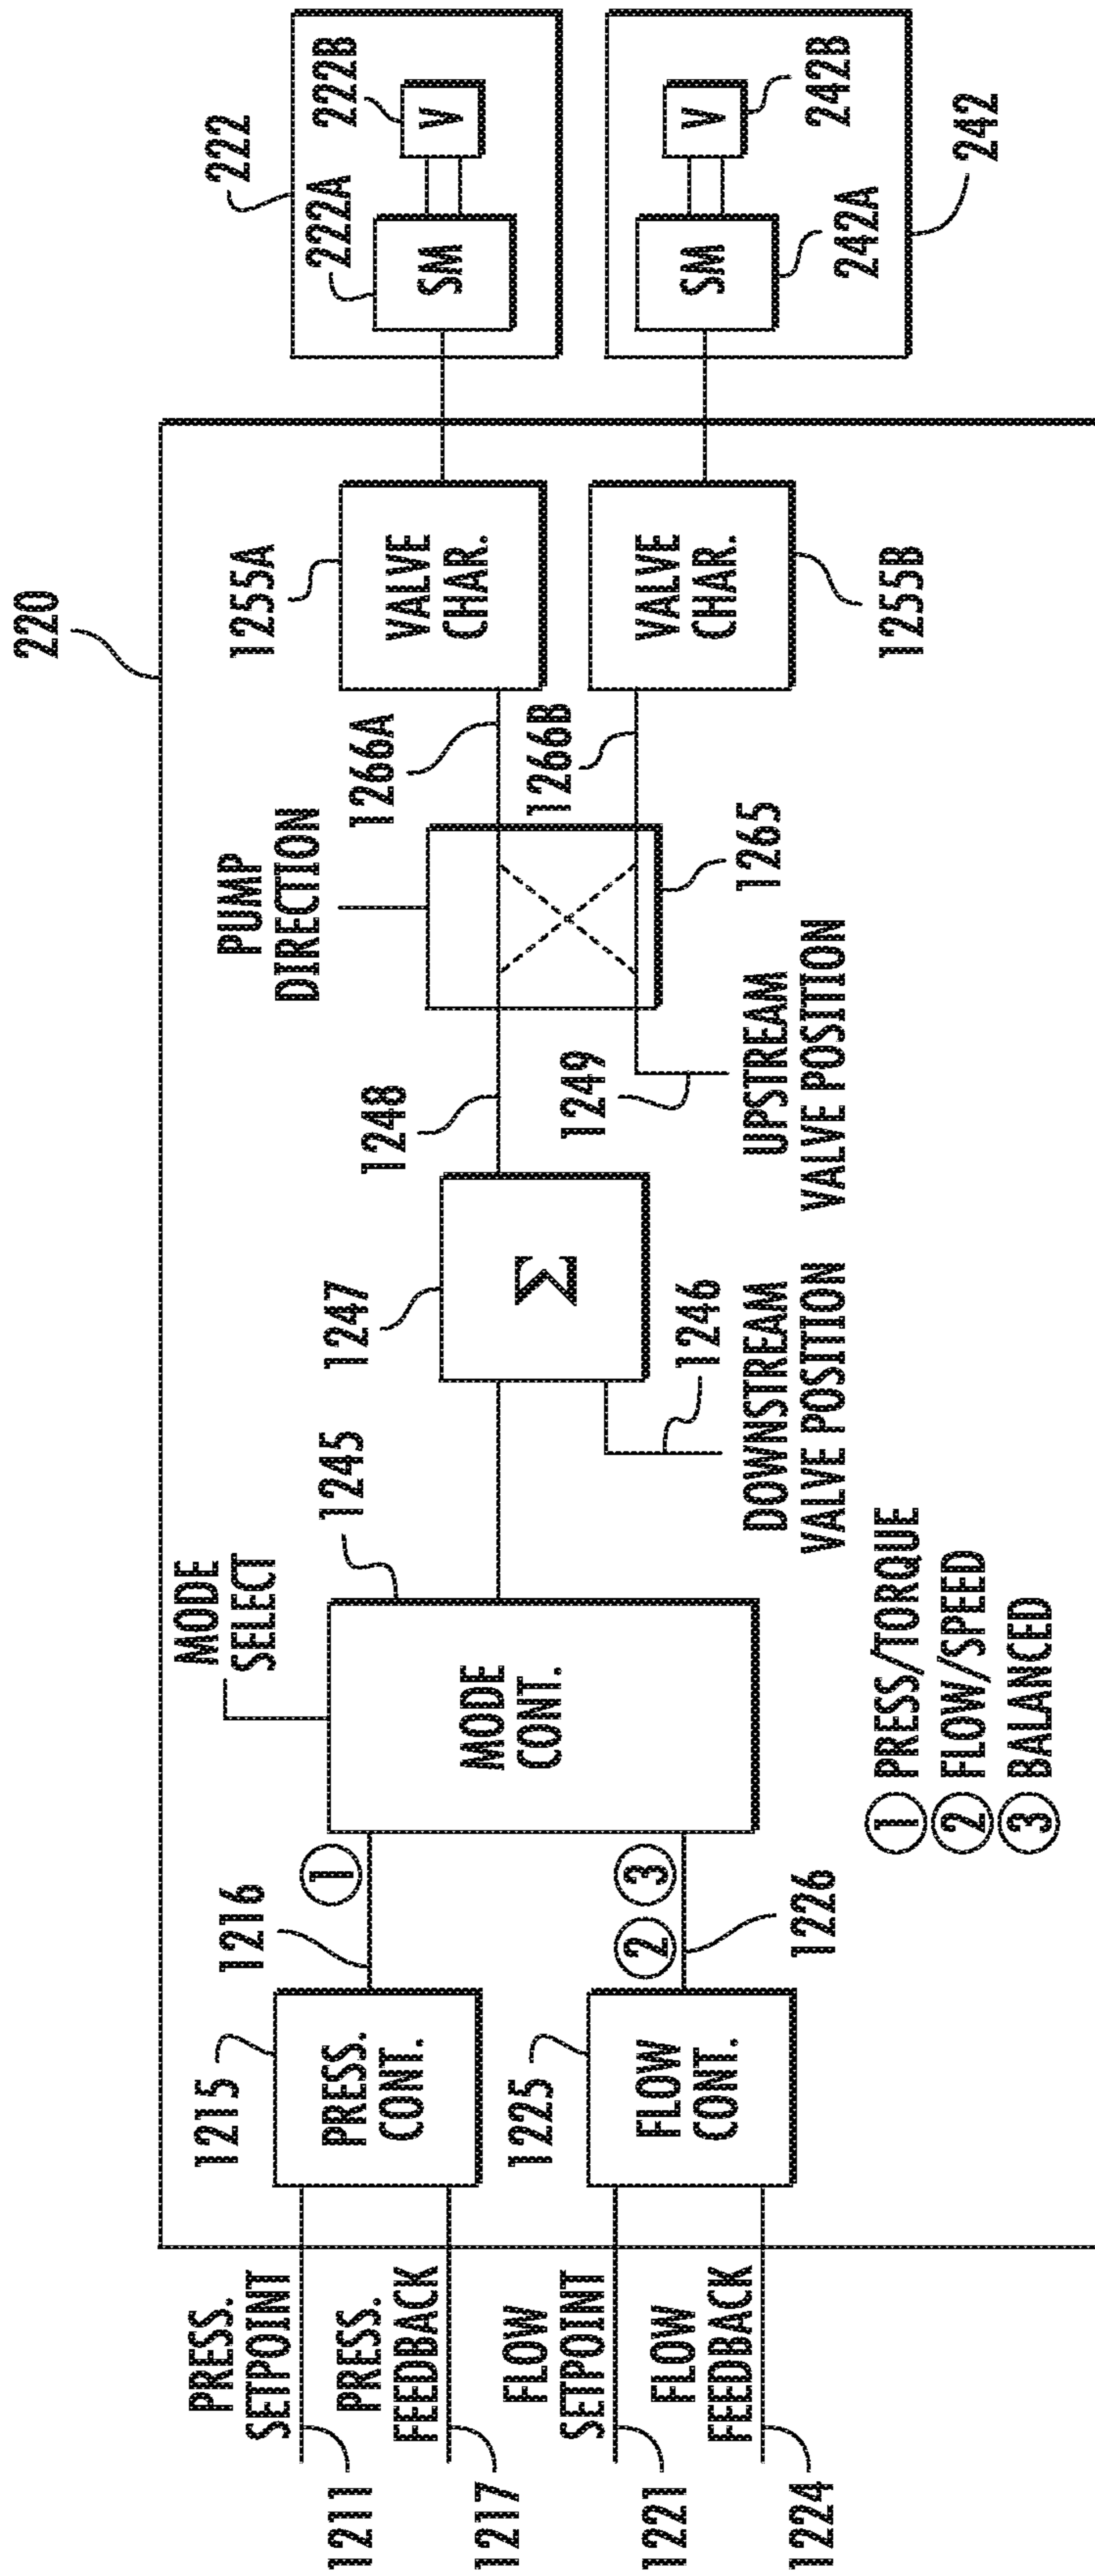 220
222
222A
222B
SM
V
242
242A
242B
SM
V
PRESS.
SETPOINT
1211
PRESS.
FEEDBACK
1217
FLOW
SETPOINT
1221
FLOW
FEEDBACK
1224
1215
PRESS.
CONT.
1216
①
1225
FLOW
CONT.
1226
② ③
MODE
SELECT
1245
MODE
CONT.
1247
Σ
1246
DOWNSTREAM
VALVE POSITION
1248
1249
UPSTREAM
VALVE POSITION
PUMP
DIRECTION
1265
1266A
1266B
1255A
VALVE
CHAR.
1255B
VALVE
CHAR.
① PRESS/TORQUE
② FLOW/SPEED
③ BALANCED